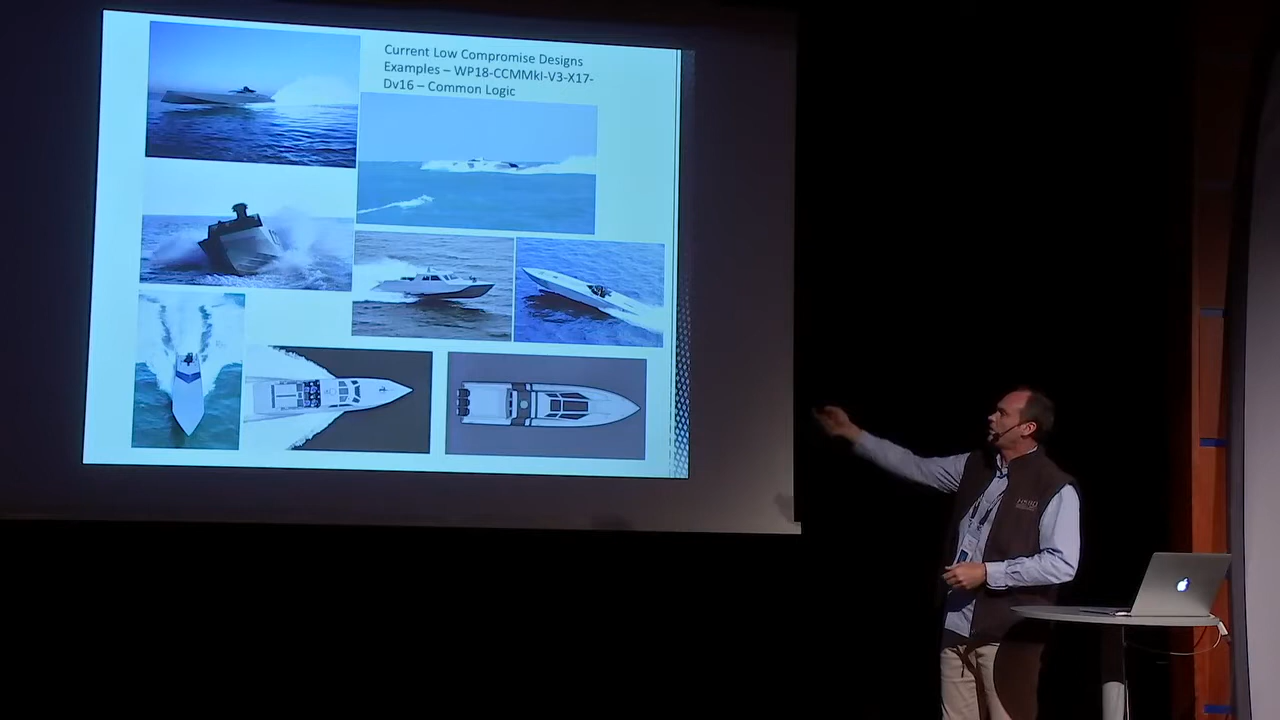 Current Low Compromise Designs
Examples – WP18-CCMMkI-V3-X17-
Dv16 – Common Logic